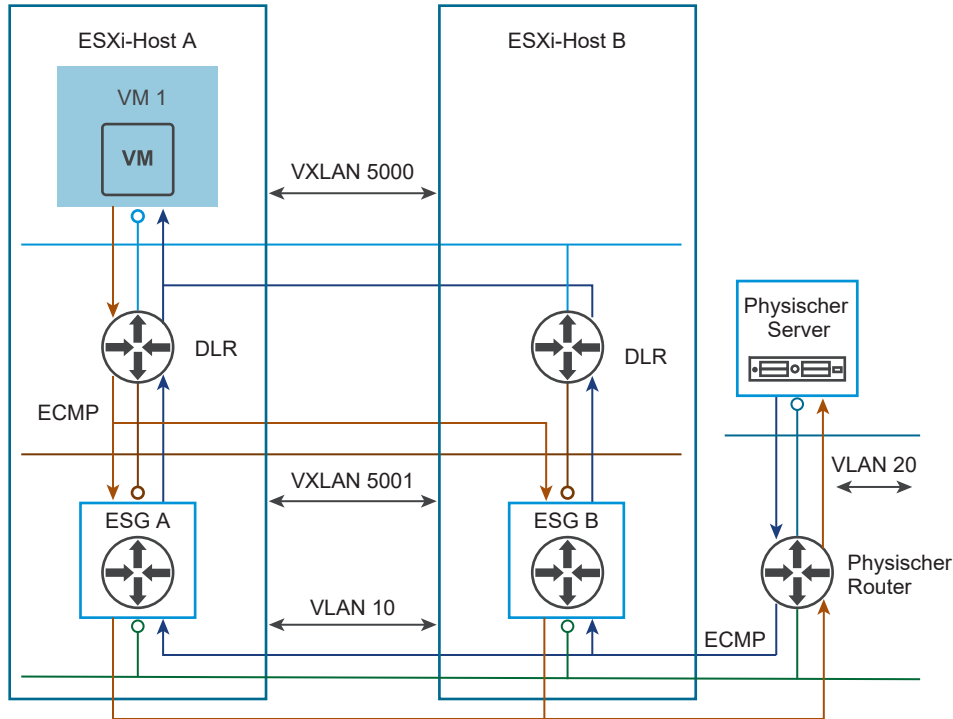 ESXi-Host A
ESXi-Host B
VM 1
VM
VXLAN 5000
Physischer
Server
DLR
DLR
ECMP
VLAN 20
VXLAN 5001
ESG A
ESG B
Physischer
Router
VLAN 10
ECMP